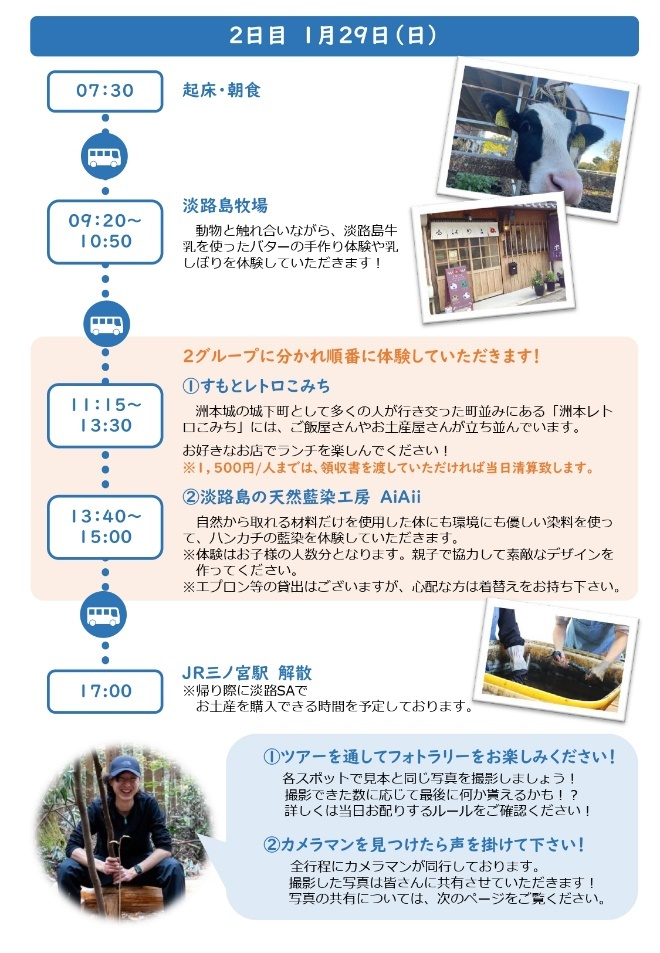 2日目 1月29日(日)
07:30
起床・朝食
09:20～
10:50
淡路島牧場
動物と触れ合いながら、淡路島牛
乳を使ったバターの手作り体験や乳
しぼりを体験していただきます！
2グループに分かれ順番に体験していただきます！
11:15～
13:30
①すもとレトロこみち
洲本城の城下町として多くの人が行き交った町並みにある「洲本レト
ロこみち」には、ご飯屋さんやお土産屋さんが立ち並んでいます。
お好きなお店でランチを楽しんでください！
※1，500円/人までは、領収書を渡していただければ当日清算致します。
13:40～
15:00
②淡路島の天然藍染工房 AiAii
自然から取れる材料だけを使用した体にも環境にも優しい染料を使っ
て、ハンカチの藍染を体験していただきます。
※体験はお子様の人数分となります。親子で協力して素敵なデザインを
作ってください。
※エプロン等の貸出はございますが、心配な方は着替えをお持ち下さい。
17:00
JR三ノ宮駅 解散
※帰り際に淡路SAで
お土産を購入できる時間を予定しております。
①ツアーを通してフォトラリーをお楽しみください！
各スポットで見本と同じ写真を撮影しましょう！
撮影できた数に応じて最後に何か貰えるかも！？
詳しくは当日お配りするルールをご確認ください！
②カメラマンを見つけたら声を掛けて下さい！
全行程にカメラマンが同行しております。
撮影した写真は皆さんに共有させていただきます！
写真の共有については、次のページをご覧ください。